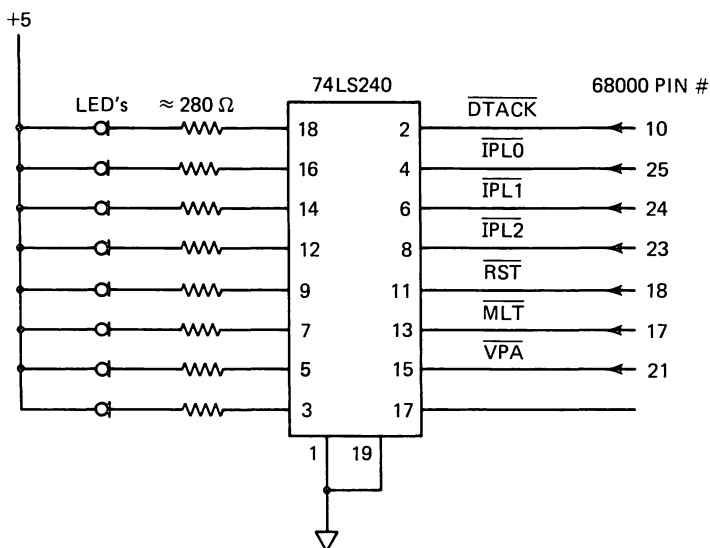 +5
74LS240
68000 PIN #
LED's ≈ 280 Ω
18 2 DTACK 10
16 4 IPL0 25
14 6 IPL1 24
12 8 IPL2 23
9 11 RST 18
7 13 MLT 17
5 15 VPA 21
3 17
1 19